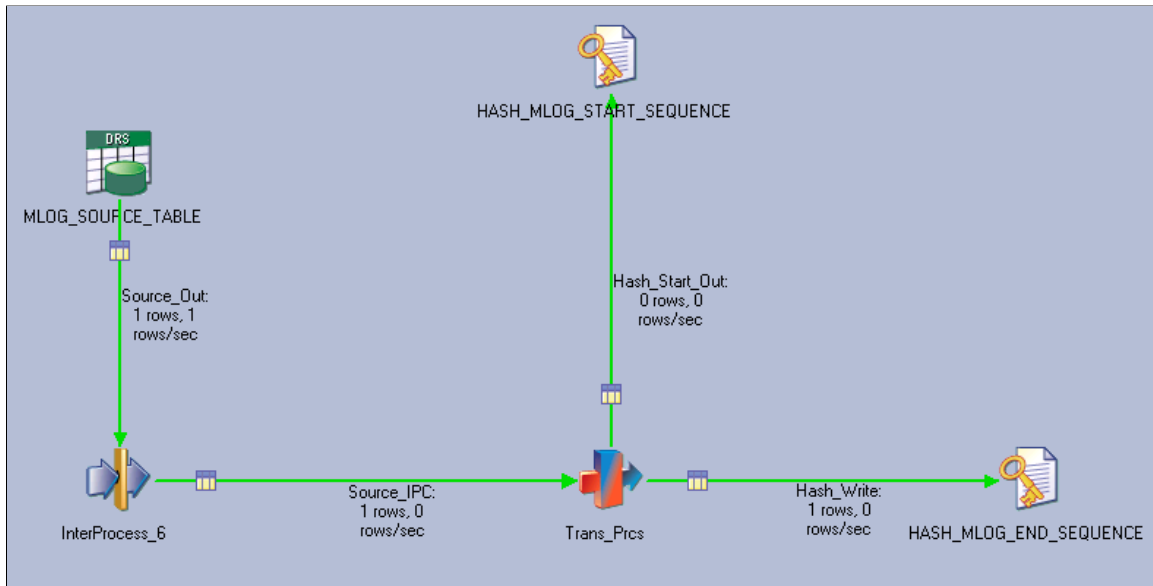 HASH_MLOG_START_SEQUENCE
DRS
MLOG_SOURCE_TABLE
Source_Out:
1 rows, 1
rows/sec
Hash_Start_Out:
0 rows, 0
rows/sec
InterProcess_6
Source_IPC:
1 rows, 0
rows/sec
Trans_Prcs
Hash_Write:
1 rows, 0
rows/sec
HASH_MLOG_END_SEQUENCE